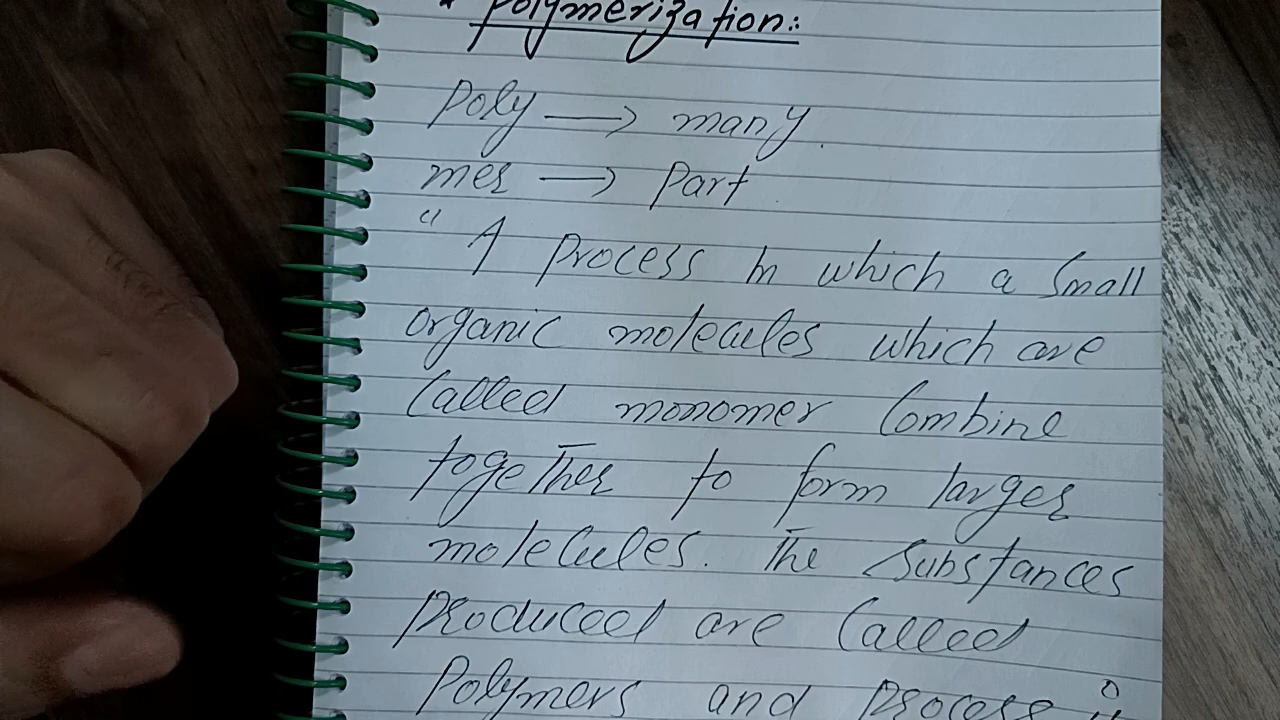 * Polymerization:
Poly → many.
mer → Part
" A Process In which a Small
organic molecules which are
Called monomer Combine
together to form larger
molecules. The Substances
Produced are Called
Polymers and Process